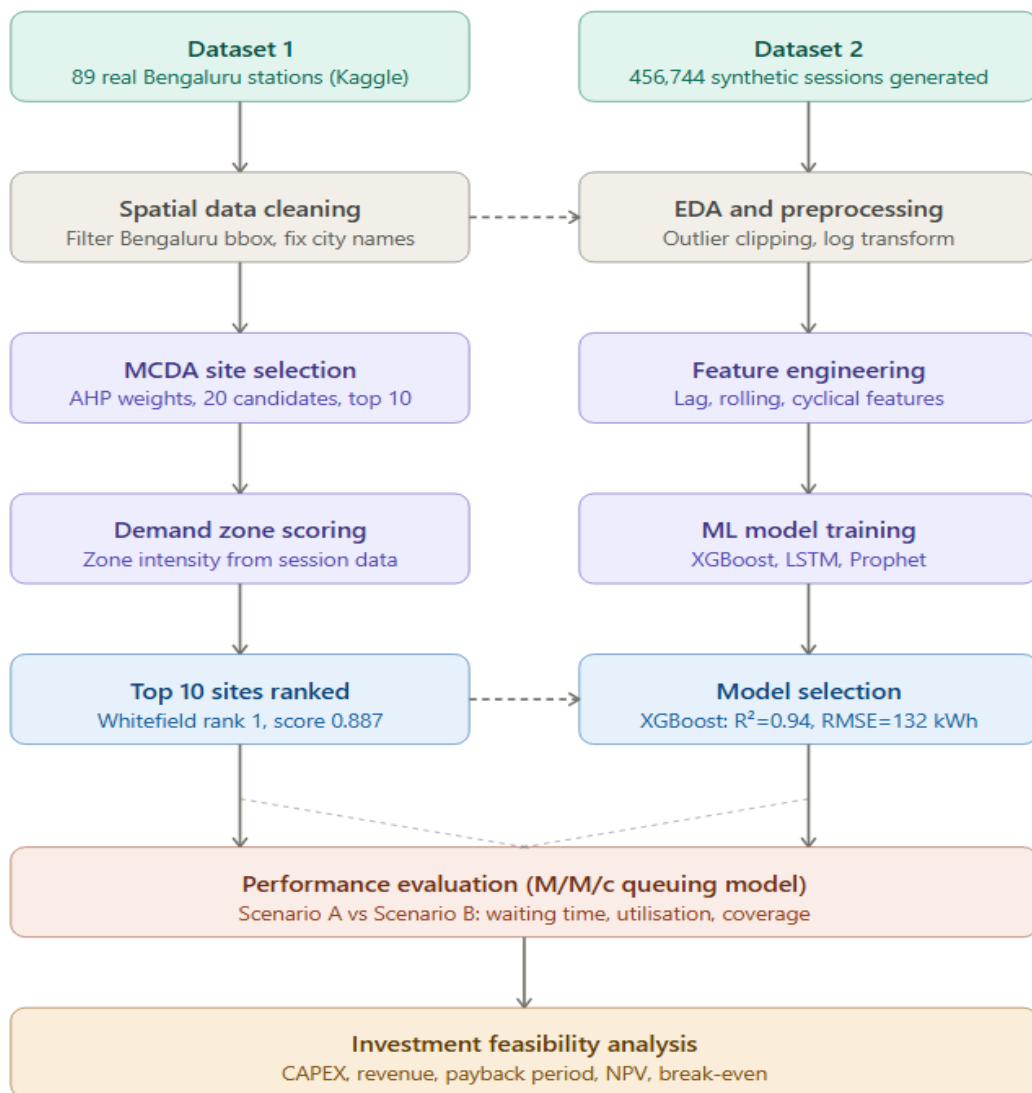 Dataset 1
89 real Bengaluru stations (Kaggle)
Dataset 2
456,744 synthetic sessions generated
Spatial data cleaning
Filter Bengaluru bbox, fix city names
EDA and preprocessing
Outlier clipping, log transform
MCDA site selection
AHP weights, 20 candidates, top 10
Feature engineering
Lag, rolling, cyclical features
Demand zone scoring
Zone intensity from session data
ML model training
XGBoost, LSTM, Prophet
Top 10 sites ranked
Whitefield rank 1, score 0.887
Model selection
XGBoost: R²=0.94, RMSE=132 kWh
Performance evaluation (M/M/c queuing model)
Scenario A vs Scenario B: waiting time, utilisation, coverage
Investment feasibility analysis
CAPEX, revenue, payback period, NPV, break-even